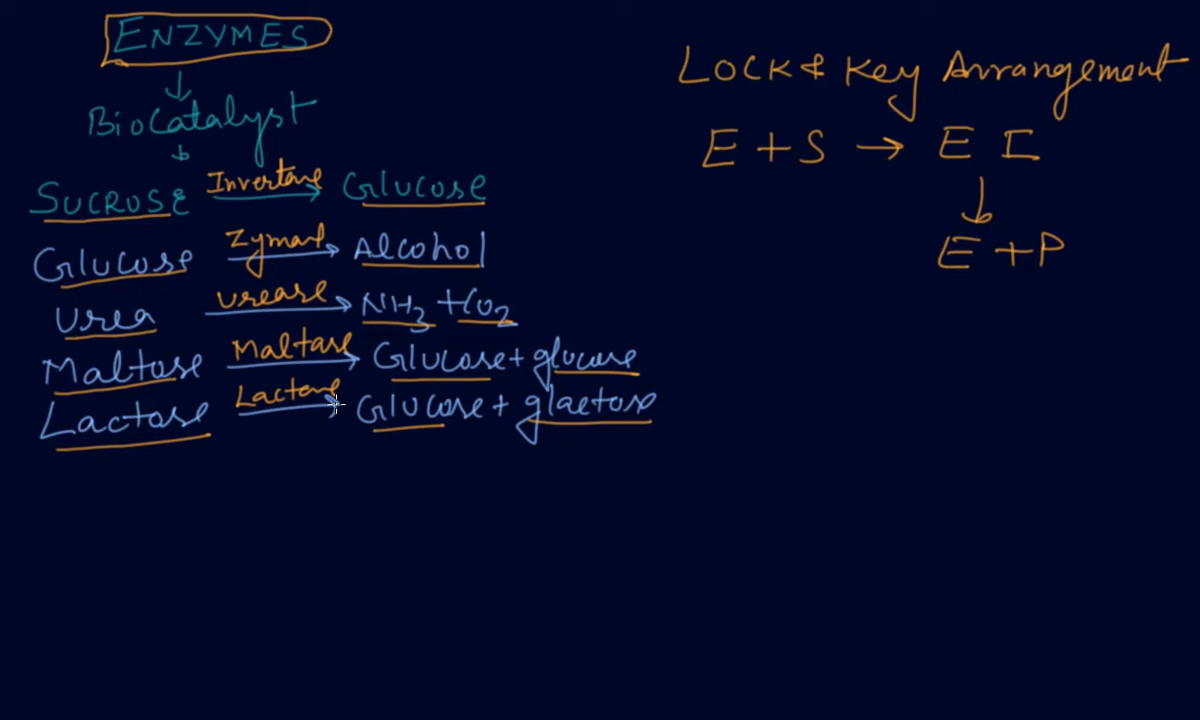 ENZYMES
↓
BioCatalyst
↓
SUCROSE Invertase → GLUCOSE
GLUCOSE Zymase → Alcohol
Urea Urease → NH3 + CO2
Maltose Maltase → Glucose + glucose
Lactose Lactase → Glucose + glactose
LOCK & Key Arrangement
E + S → E I
↓
E + P